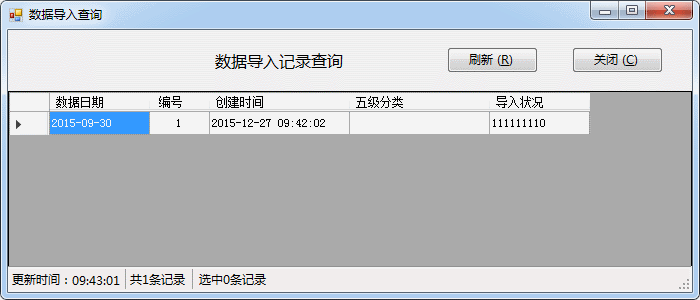 数据导入查询
数据导入记录查询 刷新 (R) 关闭 (C)
数据日期 编号 创建时间 五级分类 导入状况
2015-09-30 1 2015-12-27 09:42:02 111111110
更新时间：09:43:01 共1条记录 选中0条记录